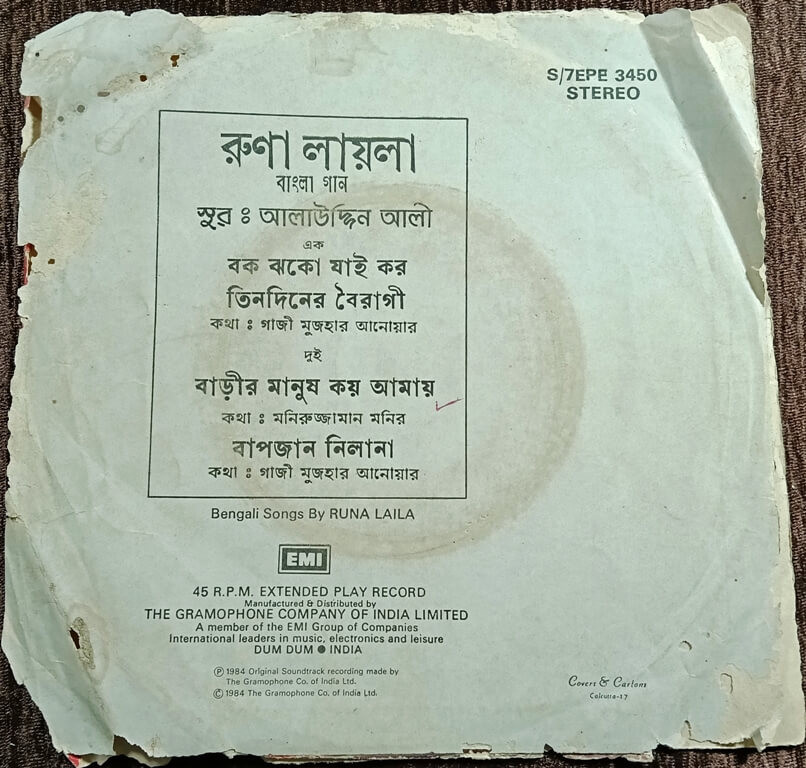 S/7EPE 3450
STEREO
রুণা লায়লা
বাংলা গান
সুর : আলাউদ্দিন আলী
এক
বক ঝকো যাই কর
তিনদিনের বৈরাগী
কথা : গাজী মুজহার আনোয়ার
দুই
বাড়ীর মানুষ কয় আমায়
কথা : মনিরুজ্জামান মনির
বাপজান নিলানা
কথা : গাজী মুজহার আনোয়ার
Bengali Songs By RUNA LAILA
EMI
45 R.P.M. EXTENDED PLAY RECORD
Manufactured & Distributed by
THE GRAMOPHONE COMPANY OF INDIA LIMITED
A member of the EMI Group of Companies
International leaders in music, electronics and leisure
DUM DUM ● INDIA
Ⓟ 1984 Original Soundtrack recording made by
The Gramophone Co. of India Ltd.
© 1984 The Gramophone Co. of India Ltd.
Covers & Cartons
Calcutta-17